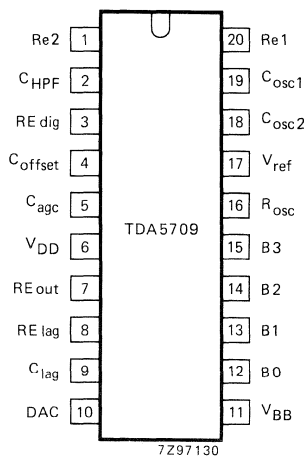 Re2 1 20 Re1
CHPF 2 19 Cosc1
RE dig 3 18 Cosc2
Coffset 4 17 Vref
Cagc 5 16 Rosc
TDA5709
VDD 6 15 B3
RE out 7 14 B2
RE lag 8 13 B1
Clag 9 12 B0
DAC 10 11 VBB
7Z97130